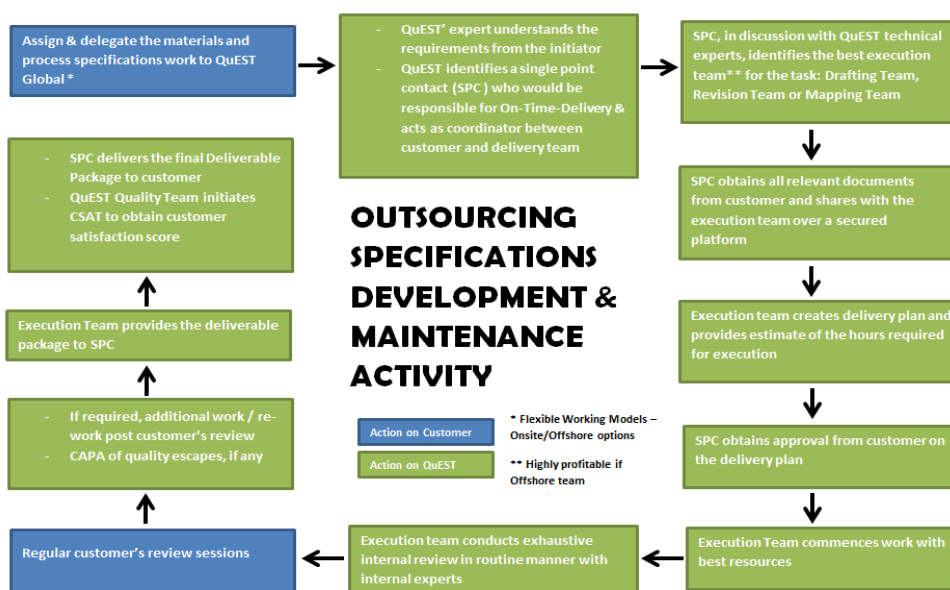 Assign & delegate the materials and
process specifications work to QuEST
Global *
- QuEST’ expert understands the
requirements from the initiator
- QuEST identifies a single point
contact (SPC) who would be
responsible for On-Time-Delivery &
acts as coordinator between
customer and delivery team
SPC, in discussion with QuEST technical
experts, identifies the best execution
team** for the task: Drafting Team,
Revision Team or Mapping Team
SPC obtains all relevant documents
from customer and shares with the
execution team over a secured
platform
Execution team creates delivery plan and
provides estimate of the hours required
for execution
SPC obtains approval from customer on
the delivery plan
Execution Team commences work with
best resources
Execution team conducts exhaustive
internal review in routine manner with
internal experts
Regular customer’s review sessions
- If required, additional work / re-
work post customer’s review
- CAPA of quality escapes, if any
Execution Team provides the deliverable
package to SPC
- SPC delivers the final Deliverable
Package to customer
- QuEST Quality Team initiates
CSAT to obtain customer
satisfaction score
OUTSOURCING
SPECIFICATIONS
DEVELOPMENT &
MAINTENANCE
ACTIVITY
Action on Customer
Action on QuEST
* Flexible Working Models –
Onsite/Offshore options
** Highly profitable if
Offshore team